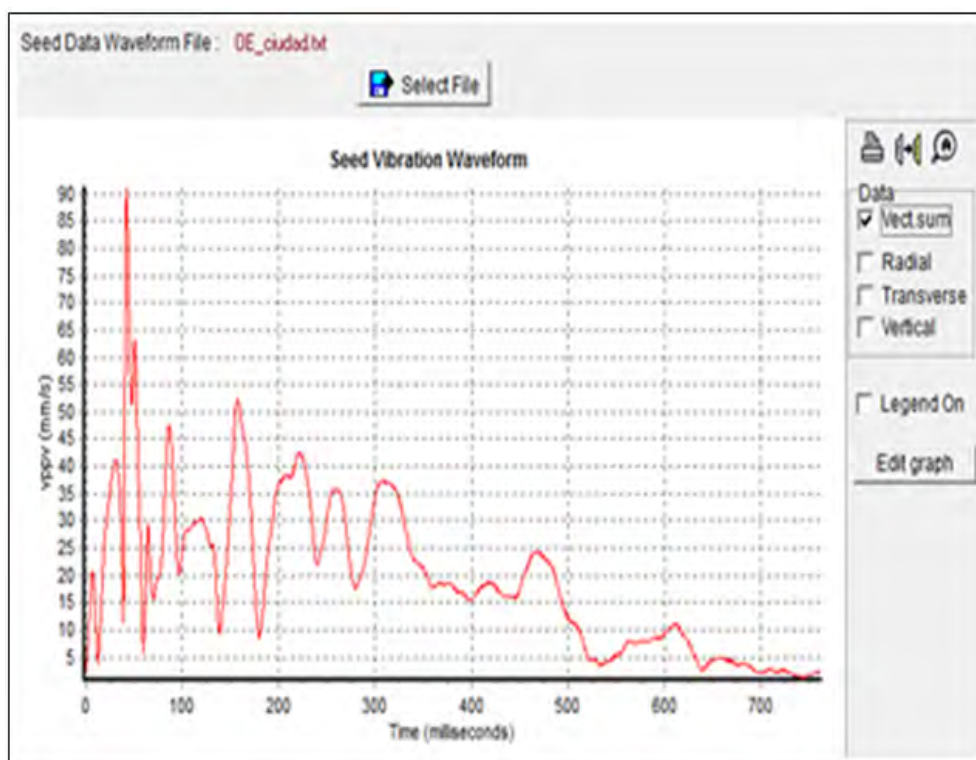 Seed Data Waveform File : OE_ciudad.txt
Select File
Seed Vibration Waveform
90
85
80
75
70
65
60
55
50
45
40
35
30
25
20
15
10
5
vppv (mm/s)
0 100 200 300 400 500 600 700
Time (milliseconds)
Data
Vect.sum
Radial
Transverse
Vertical
Legend On
Edit graph